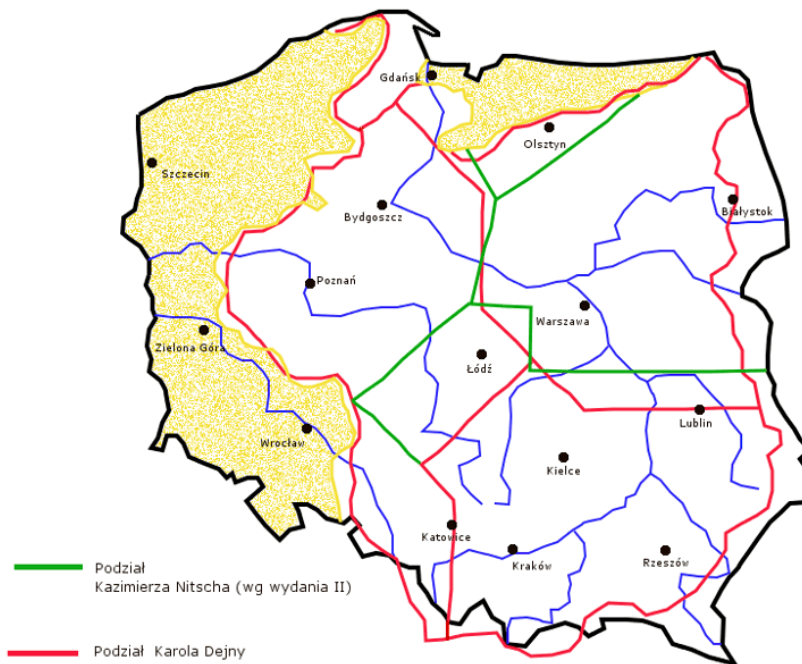 Gdańsk
Olsztyn
Szczecin
Bydgoszcz
Białystok
Poznań
Warszawa
Zielona Góra
Łódź
Lublin
Wrocław
Kielce
Katowice
Kraków
Rzeszów
Podział
Kazimierza Nitscha (wg wydania II)
Podział Karola Dejny